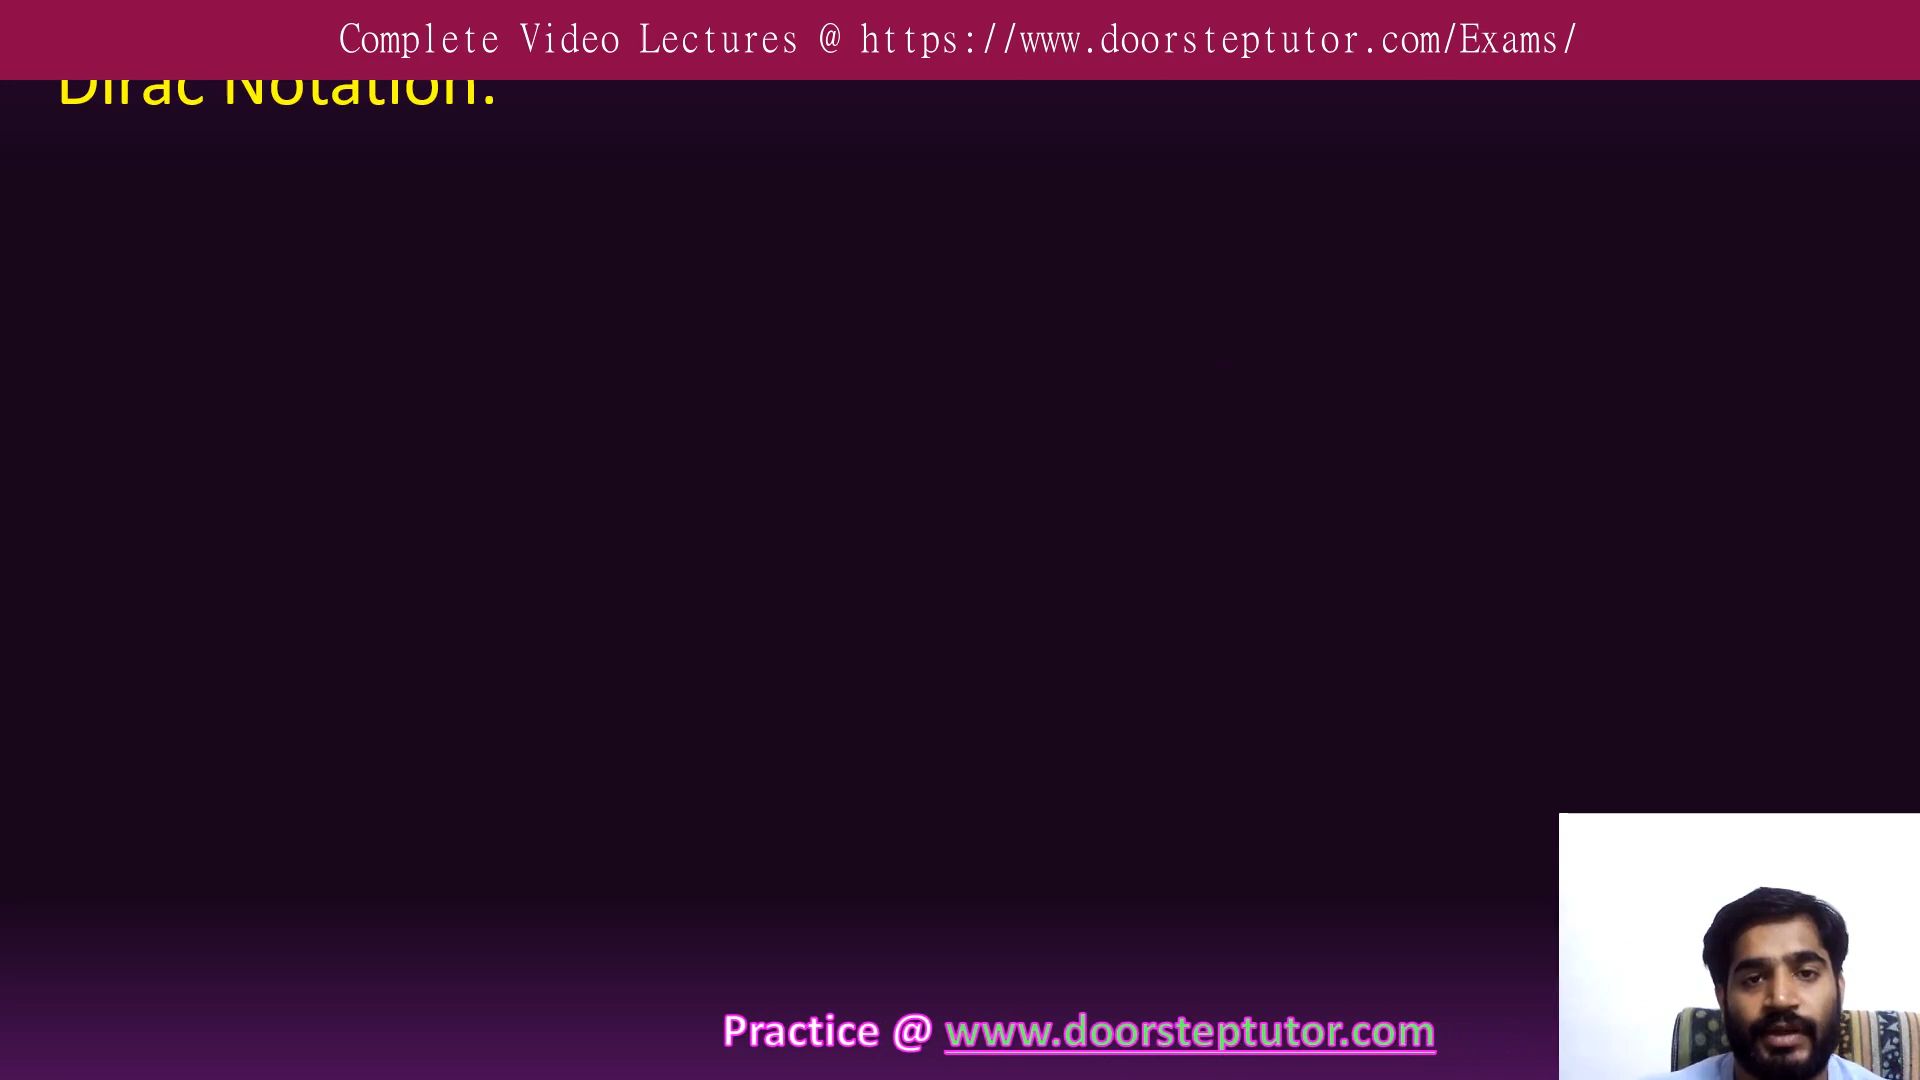 Complete Video Lectures @ https://www.doorsteptutor.com/Exams/
Dirac Notation:
Practice @ www.doorsteptutor.com